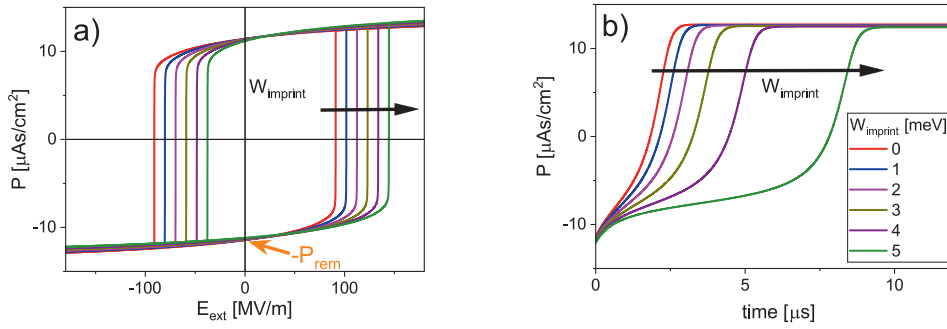 a)
P [μAs/cm²]
10
0
-10
W_imprint
-P_rem
-100
0
100
E_ext [MV/m]
b)
P [μAs/cm²]
10
0
-10
W_imprint
W_imprint [meV]
0
1
2
3
4
5
0
5
10
time [μs]